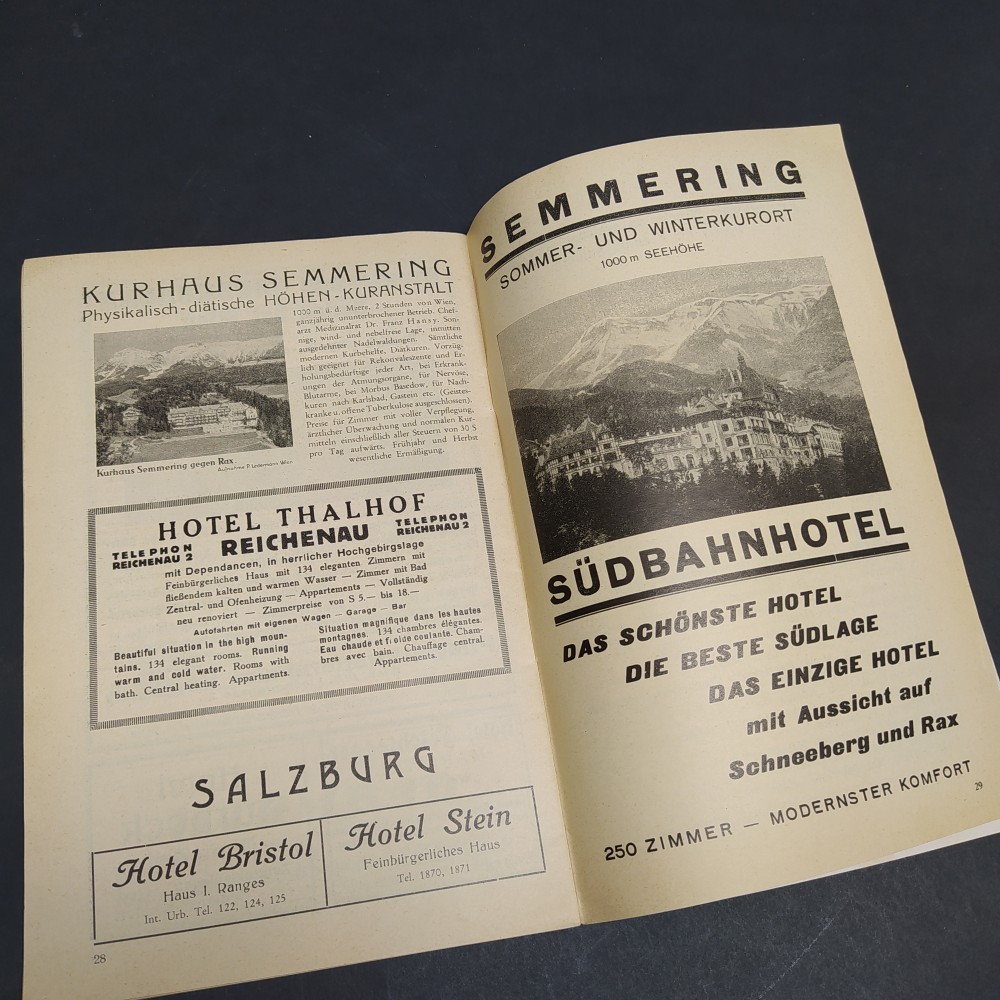 KURHAUS SEMMERING
Physikalisch-diätische HÖHEN-KURANSTALT
1000 m ü. d. Meere, 2 Stunden von Wien,
ganzjährig ununterbrochener Betrieb. Chef-
arzt Medizinalrat Dr. Franz Hansy. Son-
nige, wind- und nebelfreie Lage, inmitten
ausgedehnter Nadelwaldungen. Sämtliche
modernen Kurbehelfe, Diätkuren. Vorzüg-
lich geeignet für Rekonvaleszente und Er-
holungsbedürftige jeder Art, bei Erkrank-
ungen der Atmungsorgane, für Nervöse,
Blutarme, bei Morbus Basedow, für Nach-
kuren nach Karlsbad, Gastein etc. (Geistes-
kranke u. offene Tuberkulose ausgeschlossen).
Preise für Zimmer mit voller Verpflegung,
ärztlicher Überwachung und normalen Kur-
mitteln einschließlich aller Steuern von 30 S
pro Tag aufwärts. Frühjahr und Herbst
wesentliche Ermäßigung.
Kurhaus Semmering gegen Rax
Aufnahme P. Ledermann Wien
HOTEL THALHOF
TELEPHON
REICHENAU 2
REICHENAU
TELEPHON
REICHENAU 2
mit Dependancen, in herrlicher Hochgebirgslage
Feinbürgerliches Haus mit 134 eleganten Zimmern mit
fließendem kalten und warmen Wasser — Zimmer mit Bad
Zentral- und Ofenheizung — Appartements — Vollständig
neu renoviert — Zimmerpreise von S 5.— bis 18.—
Autofahrten mit eigenen Wagen — Garage — Bar
Beautiful situation in the high moun-
tains. 134 elegant rooms. Running
warm and cold water. Rooms with
bath. Central heating. Appartments.
Situation magnifique dans les hautes
montagnes. 134 chambres élégantes.
Eau chaude et froide coulante. Cham-
bres avec bain. Chauffage central.
Appartements.
SALZBURG
Hotel Bristol
Haus I. Ranges
Int. Urb. Tel. 122, 124, 125
Hotel Stein
Feinbürgerliches Haus
Tel. 1870, 1871
28
SEMMERING
SOMMER- UND WINTERKURORT
1000 m SEEHÖHE
SÜDBAHNHOTEL
DAS SCHÖNSTE HOTEL
DIE BESTE SÜDLAGE
DAS EINZIGE HOTEL
mit Aussicht auf
Schneeberg und Rax
250 ZIMMER — MODERNSTER KOMFORT
29